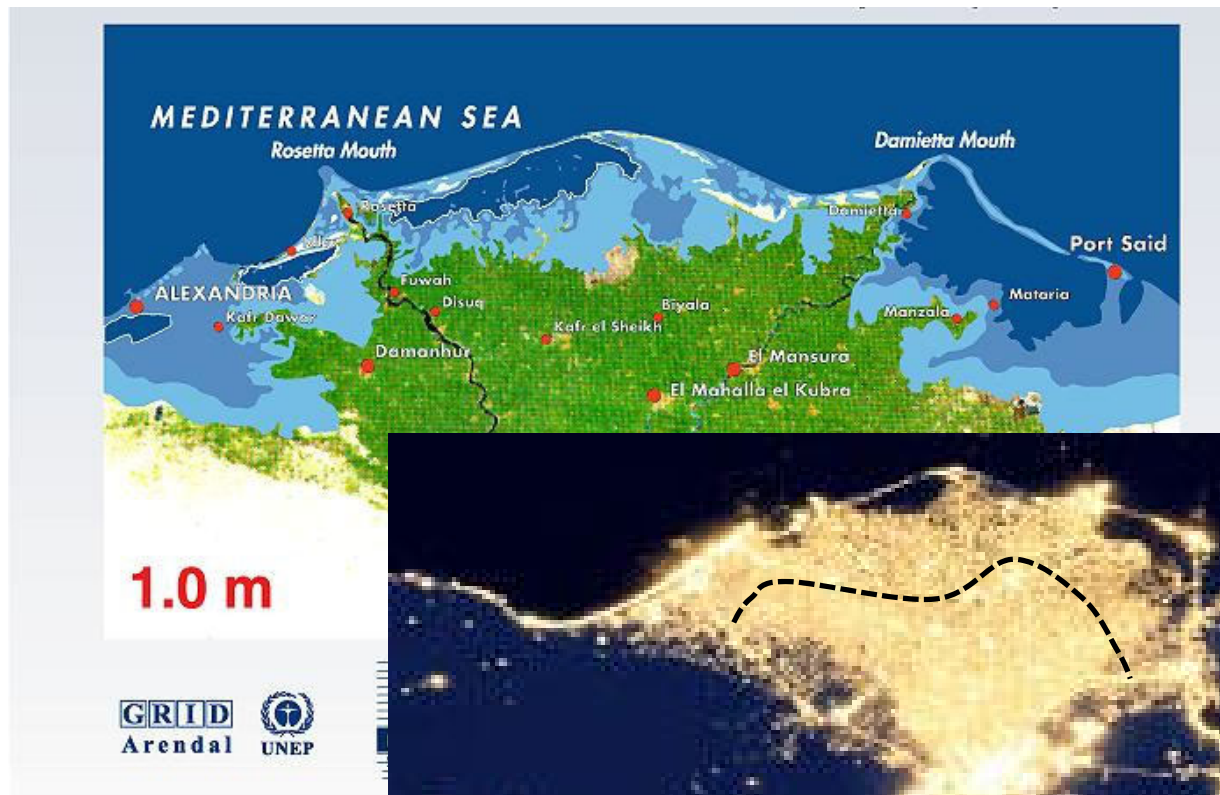 MEDITERRANEAN SEA
Rosetta Mouth
Damietta Mouth
Rosetta
Damietta
Port Said
ALEXANDRIA
Fuwah
Disuq
Biyala
Manzala
Mataria
Kafr Dawar
Kafr el Sheikh
Damanhur
El Mansura
El Mahalla el Kubra
1.0 m
GRID
Arendal
UNEP